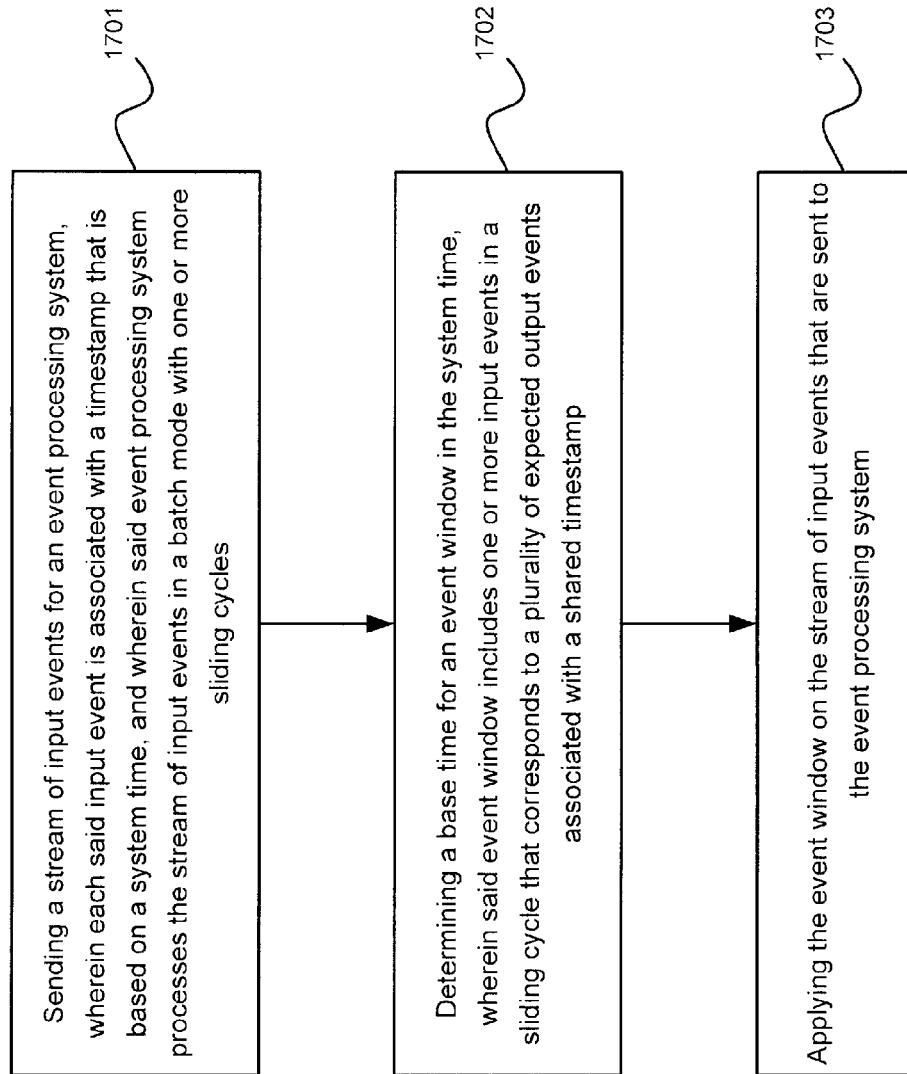 Sending a stream of input events for an event processing system,
wherein each said input event is associated with a timestamp that is
based on a system time, and wherein said event processing system
processes the stream of input events in a batch mode with one or more
sliding cycles
1701
Determining a base time for an event window in the system time,
wherein said event window includes one or more input events in a
sliding cycle that corresponds to a plurality of expected output events
associated with a shared timestamp
1702
Applying the event window on the stream of input events that are sent to
the event processing system
1703